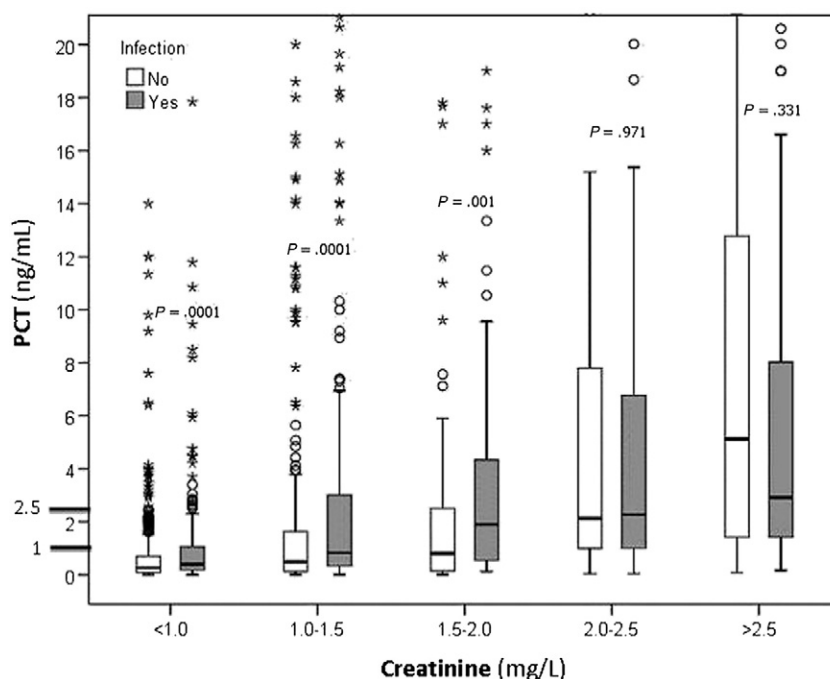 Infection
No
Yes
20
18
16
14
12
10
8
6
4
2.5
2
1
0
PCT (ng/mL)
P = .0001
P = .0001
P = .001
P = .971
P = .331
<1.0
1.0-1.5
1.5-2.0
2.0-2.5
>2.5
Creatinine (mg/L)